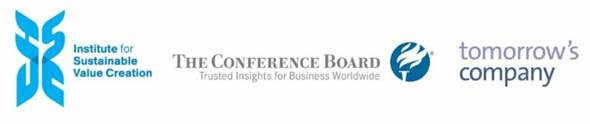 Institute for
Sustainable
Value Creation
THE CONFERENCE BOARD
Trusted Insights for Business Worldwide
tomorrow's
company